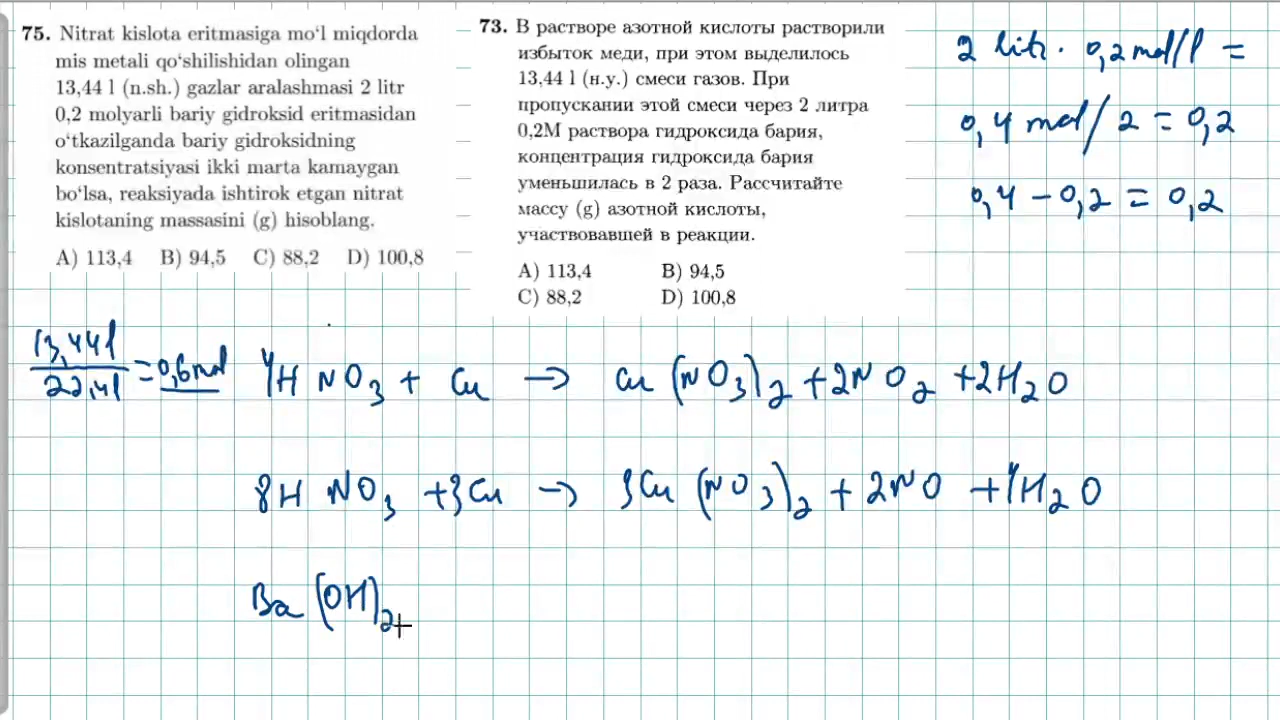 75. Nitrat kislota eritmasiga mo‘l miqdorda
mis metali qo‘shilishidan olingan
13,44 l (n.sh.) gazlar aralashmasi 2 litr
0,2 molyarli bariy gidroksid eritmasidan
o‘tkazilganda bariy gidroksidning
konsentratsiyasi ikki marta kamaygan
bo‘lsa, reaksiyada ishtirok etgan nitrat
kislotaning massasini (g) hisoblang.
A) 113,4 B) 94,5 C) 88,2 D) 100,8
73. В растворе азотной кислоты растворили
избыток меди, при этом выделилось
13,44 l (н.у.) смеси газов. При
пропускании этой смеси через 2 литра
0,2М раствора гидроксида бария,
концентрация гидроксида бария
уменьшилась в 2 раза. Рассчитайте
массу (g) азотной кислоты,
участвовавшей в реакции.
A) 113,4 B) 94,5
C) 88,2 D) 100,8
2 litr · 0,2 mol/l =
0,4 mol / 2 = 0,2
0,4 - 0,2 = 0,2
13,44 l / 22,4 l = 0,6 mol
4HNO3 + Cu → Cu(NO3)2 + 2NO2 + 2H2O
8HNO3 + 3Cu → 3Cu(NO3)2 + 2NO + 4H2O
Ba(OH)2